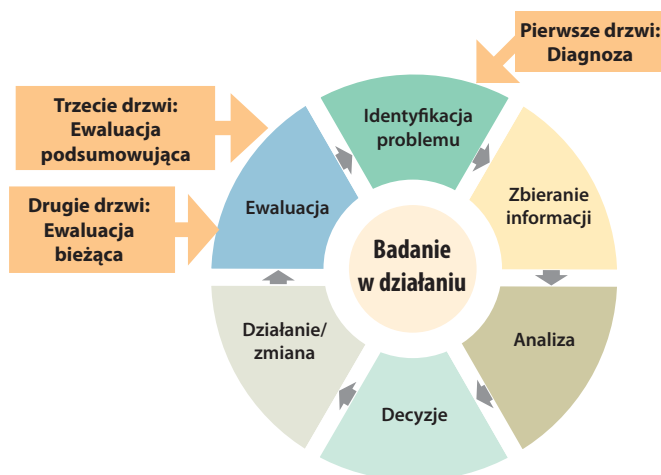 Pierwsze drzwi:
Diagnoza
Trzecie drzwi:
Ewaluacja
podsumowująca
Drugie drzwi:
Ewaluacja
bieżąca
Identyfikacja
problemu
Zbieranie
informacji
Analiza
Decyzje
Działanie/
zmiana
Ewaluacja
Badanie
w działaniu